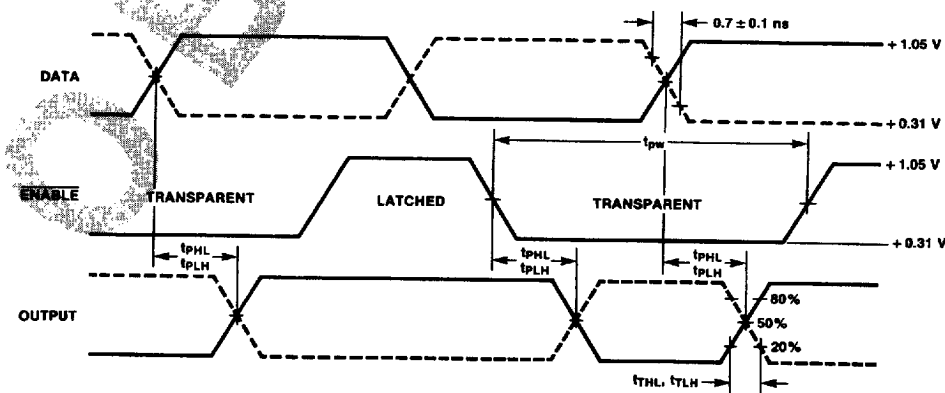 0.7 ± 0.1 ns
+ 1.05 V
DATA
+ 0.31 V
tpw
+ 1.05 V
ENABLE
TRANSPARENT
LATCHED
TRANSPARENT
+ 0.31 V
tPHL
tPLH
tPHL
tPLH
tPHL
tPLH
80%
OUTPUT
50%
20%
tTHL, tTLH